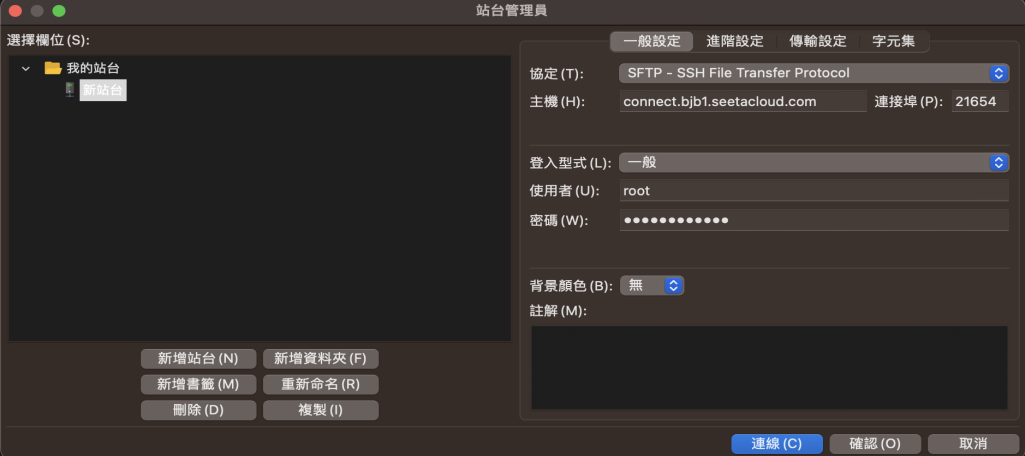 站台管理員
選擇欄位(S):
我的站台
新站台
新增站台(N)
新增資料夾(F)
新增書籤(M)
重新命名(R)
刪除(D)
複製(I)
一般設定
進階設定
傳輸設定
字元集
協定(T):
SFTP - SSH File Transfer Protocol
主機(H):
connect.bjb1.seetacloud.com
連接埠(P):
21654
登入型式(L):
一般
使用者(U):
root
密碼(W):
●●●●●●●●●●●●
背景顏色(B):
無
註解(M):
連線(C)
確認(O)
取消